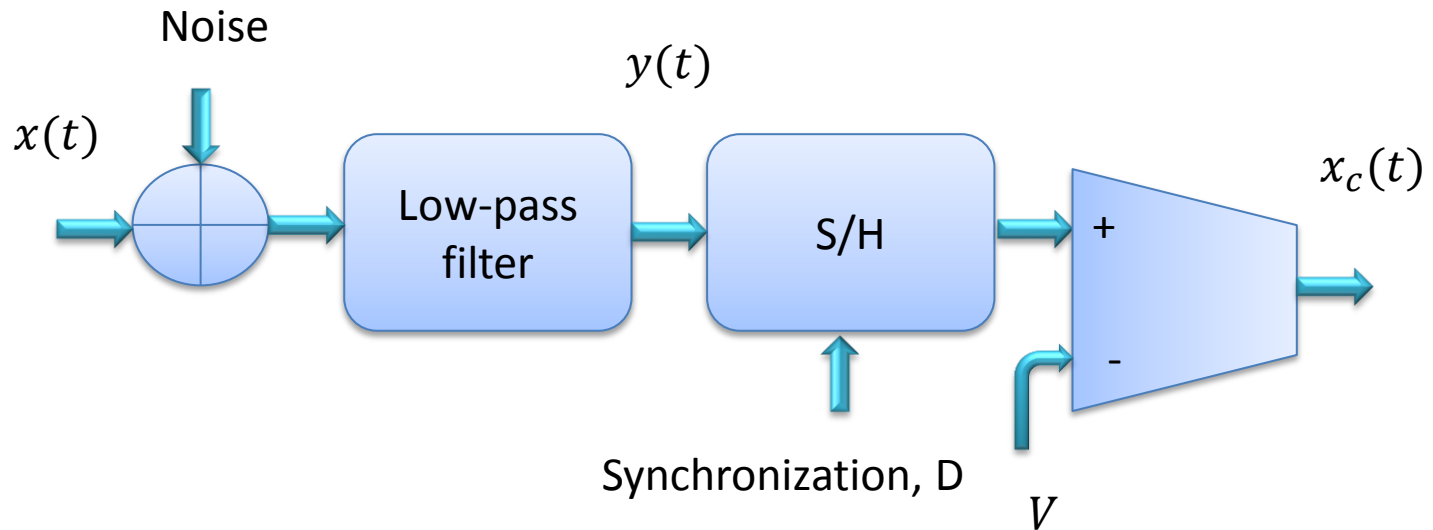 Noise
y(t)
x(t)
x_c(t)
Low-pass
filter
S/H
+
-
Synchronization, D
V